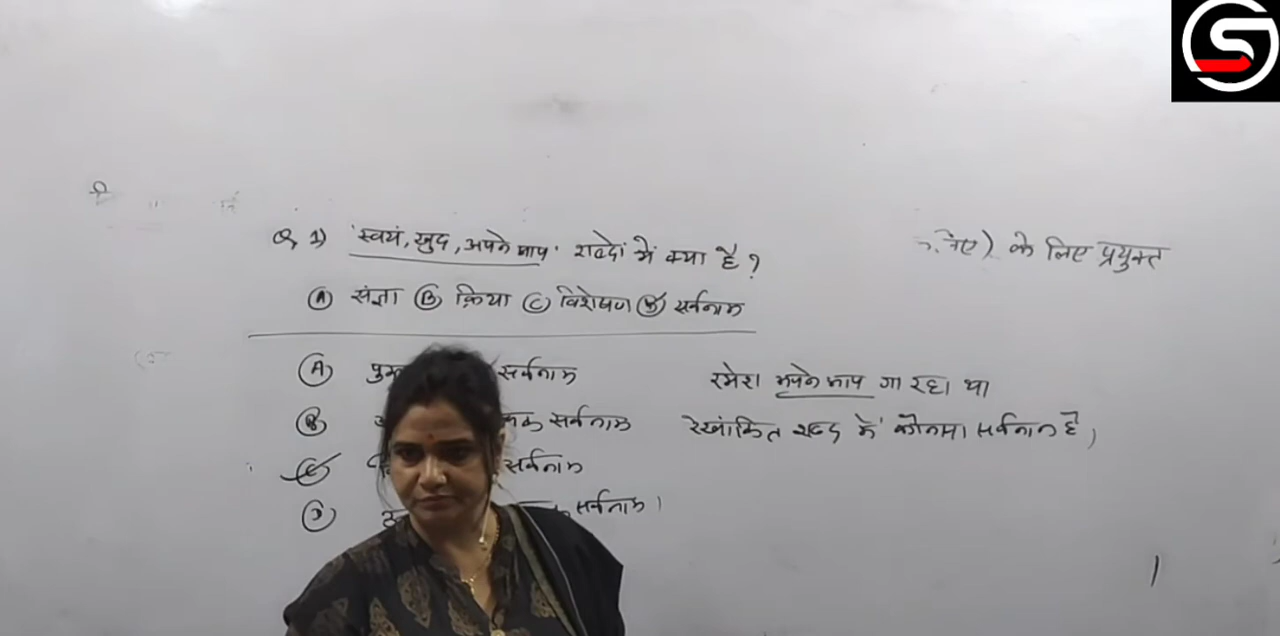 Q 1) 'स्वयं, खुद, अपने आप' शब्दों में क्या है ?
के लिए प्रयुक्त
(A) संज्ञा (B) क्रिया (C) विशेषण सर्वनाम
(A) सर्वनाम
(B) सर्वनाम
(C) सर्वनाम
(D) सर्वनाम।
रमेश अपने आप गा रहा था
रेखांकित शब्द में कौनसा सर्वनाम है,